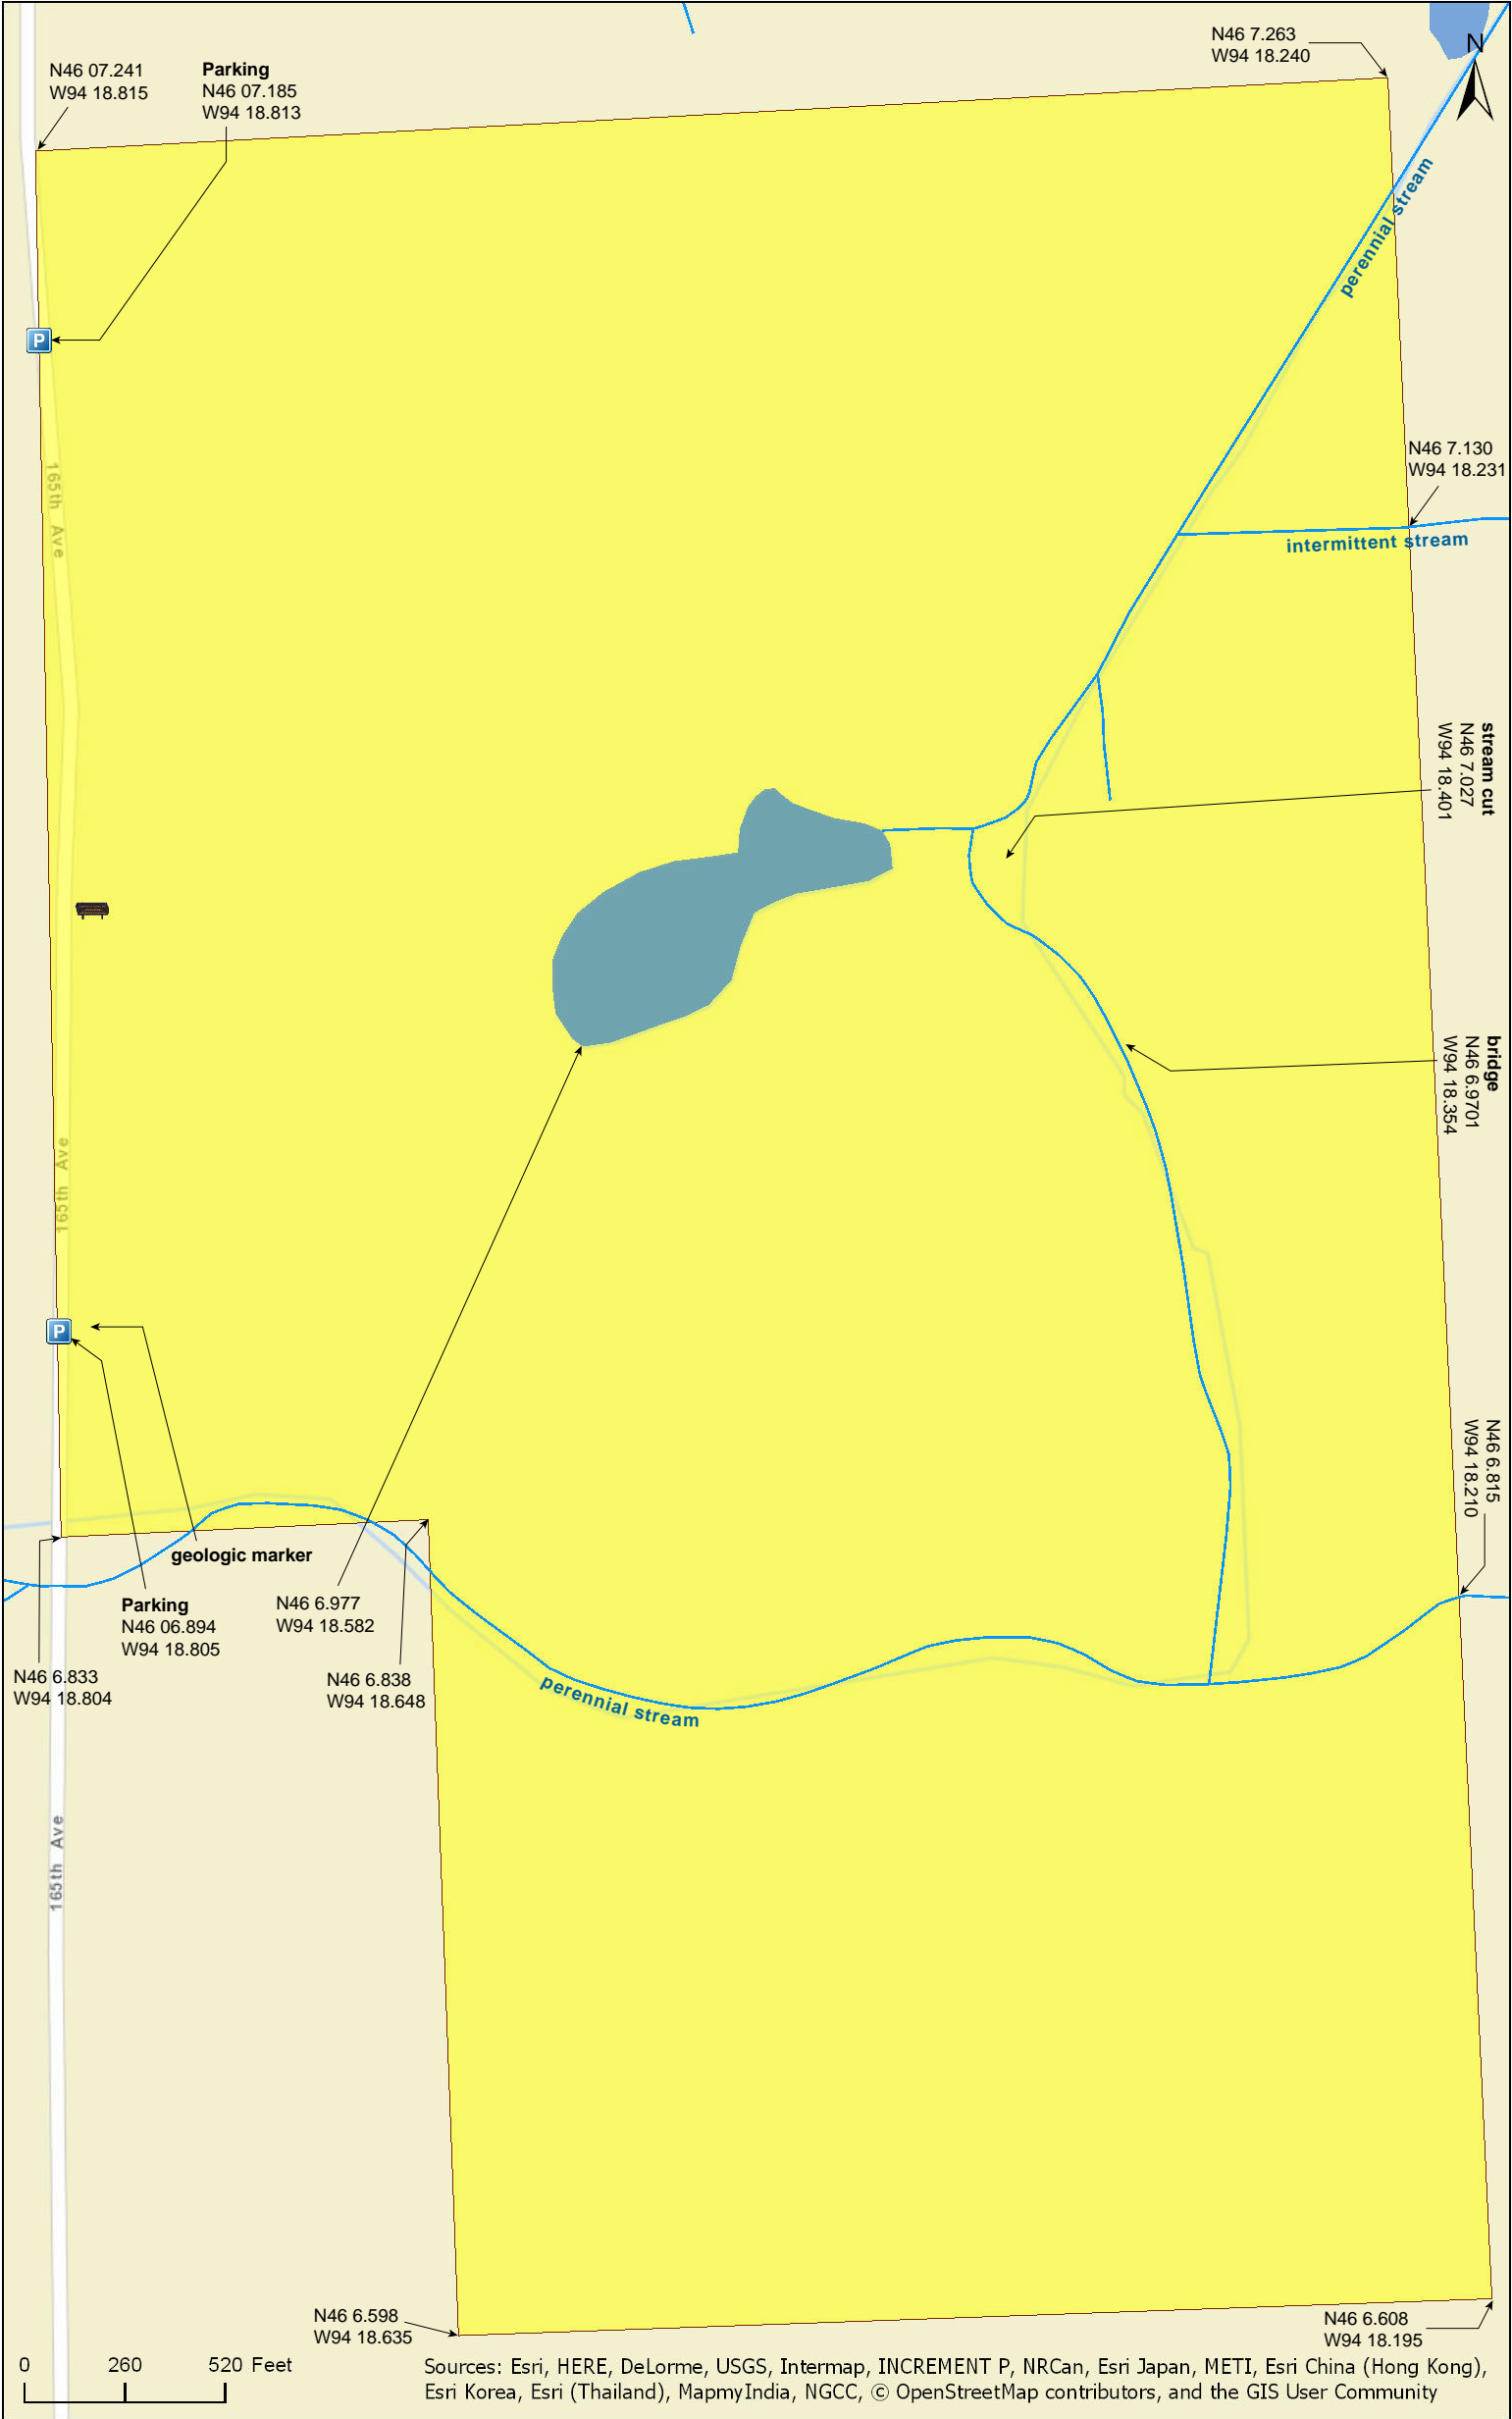 N46 7.263
W94 18.240
N
N46 07.241
W94 18.815
Parking
N46 07.185
W94 18.813
perennial stream
P
N46 7.130
W94 18.231
165th Ave
intermittent stream
stream cut
N46 7.027
W94 18.401
bridge
N46 6.9701
W94 18.354
165th Ave
P
N46 6.815
W94 18.210
geologic marker
Parking
N46 06.894
W94 18.805
N46 6.977
W94 18.582
N46 6.833
W94 18.804
N46 6.838
W94 18.648
perennial stream
165th Ave
N46 6.598
W94 18.635
N46 6.608
W94 18.195
0 260 520 Feet
Sources: Esri, HERE, DeLorme, USGS, Intermap, INCREMENT P, NRCan, Esri Japan, METI, Esri China (Hong Kong),
Esri Korea, Esri (Thailand), MapmyIndia, NGCC, © OpenStreetMap contributors, and the GIS User Community